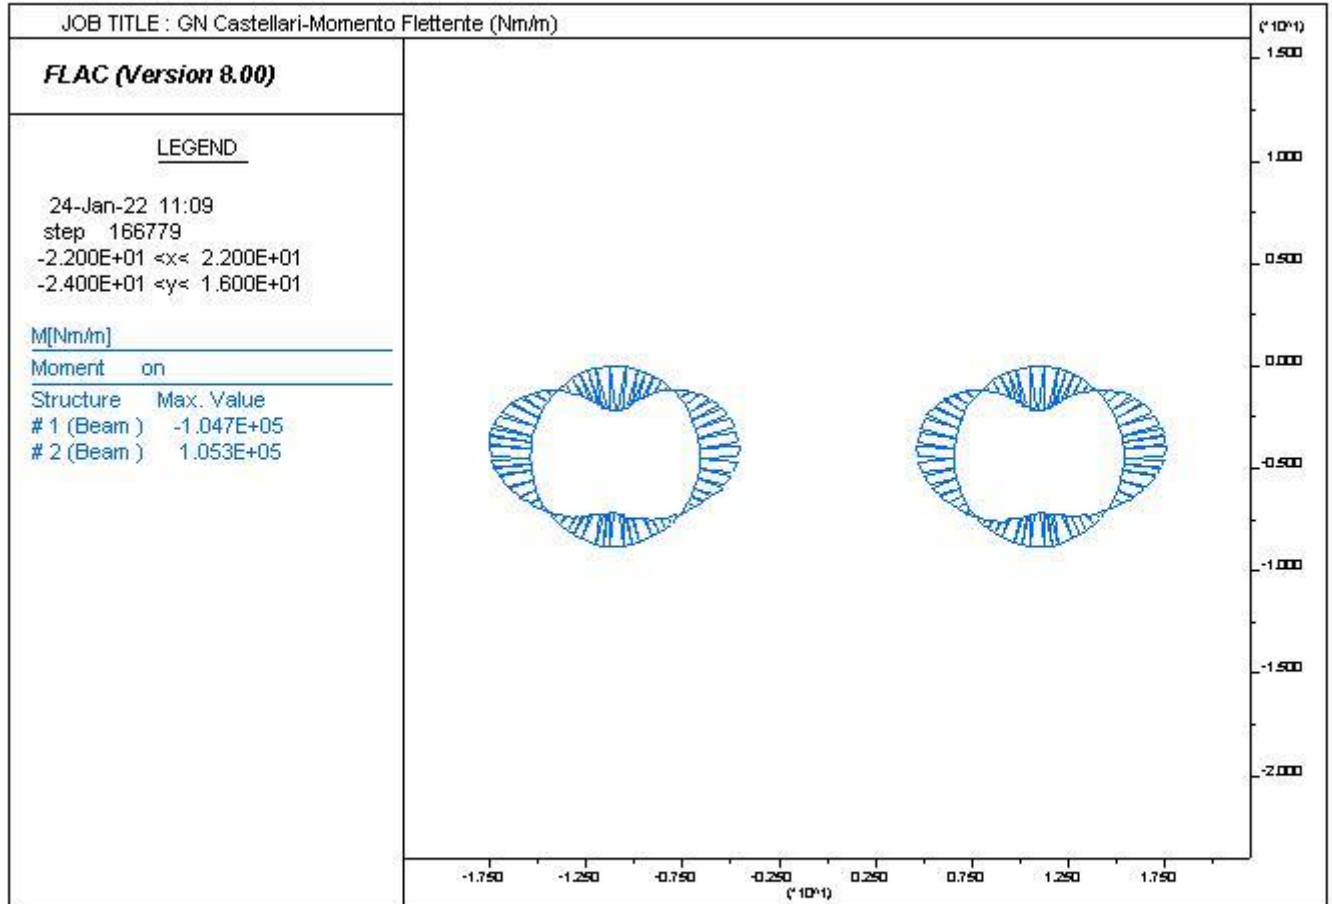 JOB TITLE : GN Castellari-Momento Flettente (Nm/m)
(*10^1)
FLAC (Version 8.00)
LEGEND
24-Jan-22 11:09
step 166779
-2.200E+01 <x< 2.200E+01
-2.400E+01 <y< 1.600E+01
M[Nm/m]
Moment on
Structure Max. Value
# 1 (Beam ) -1.047E+05
# 2 (Beam ) 1.053E+05
1.500
1.000
0.500
0.000
-0.500
-1.000
-1.500
-2.000
-1.750 -1.250 -0.750 -0.250 0.250 0.750 1.250 1.750
(*10^1)